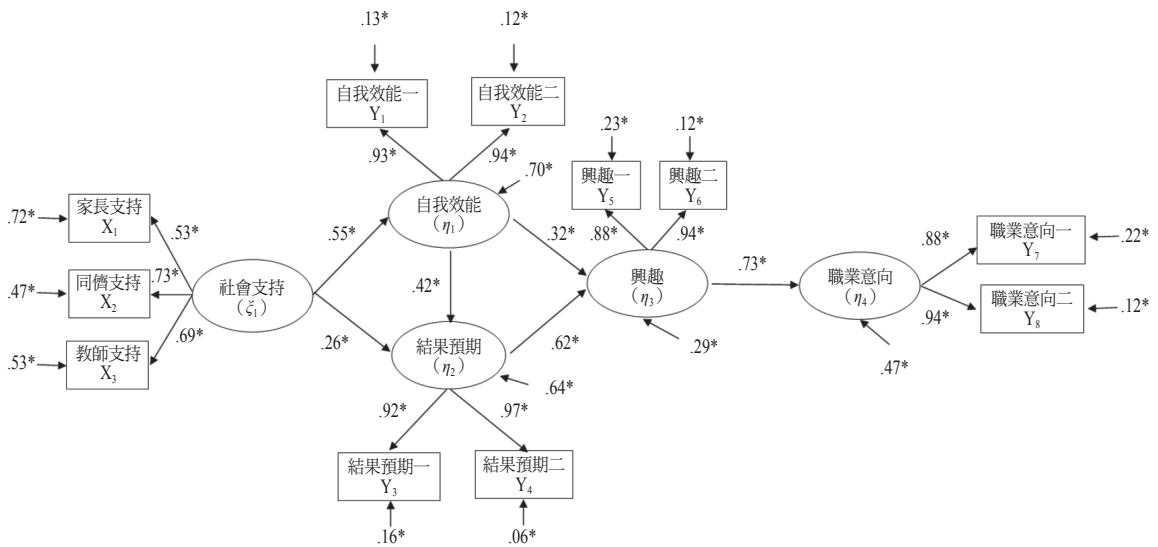 .13*
.12*
自我效能一
Y₁
自我效能二
Y₂
.93*
.94*
.23*
.12*
興趣一
Y₅
興趣二
Y₆
.70*
自我效能
(η₁)
.72*
家長支持
X₁
.53*
.55*
.32*
.88*
.94*
職業意向一
Y₇
.22*
.88*
.47*
同儕支持
X₂
.73*
社會支持
(ξ₁)
.42*
興趣
(η₃)
.73*
職業意向
(η₄)
職業意向二
Y₈
.12*
.94*
.53*
教師支持
X₃
.69*
.26*
結果預期
(η₂)
.62*
.29*
.47*
.64*
.92*
.97*
結果預期一
Y₃
結果預期二
Y₄
.16*
.06*